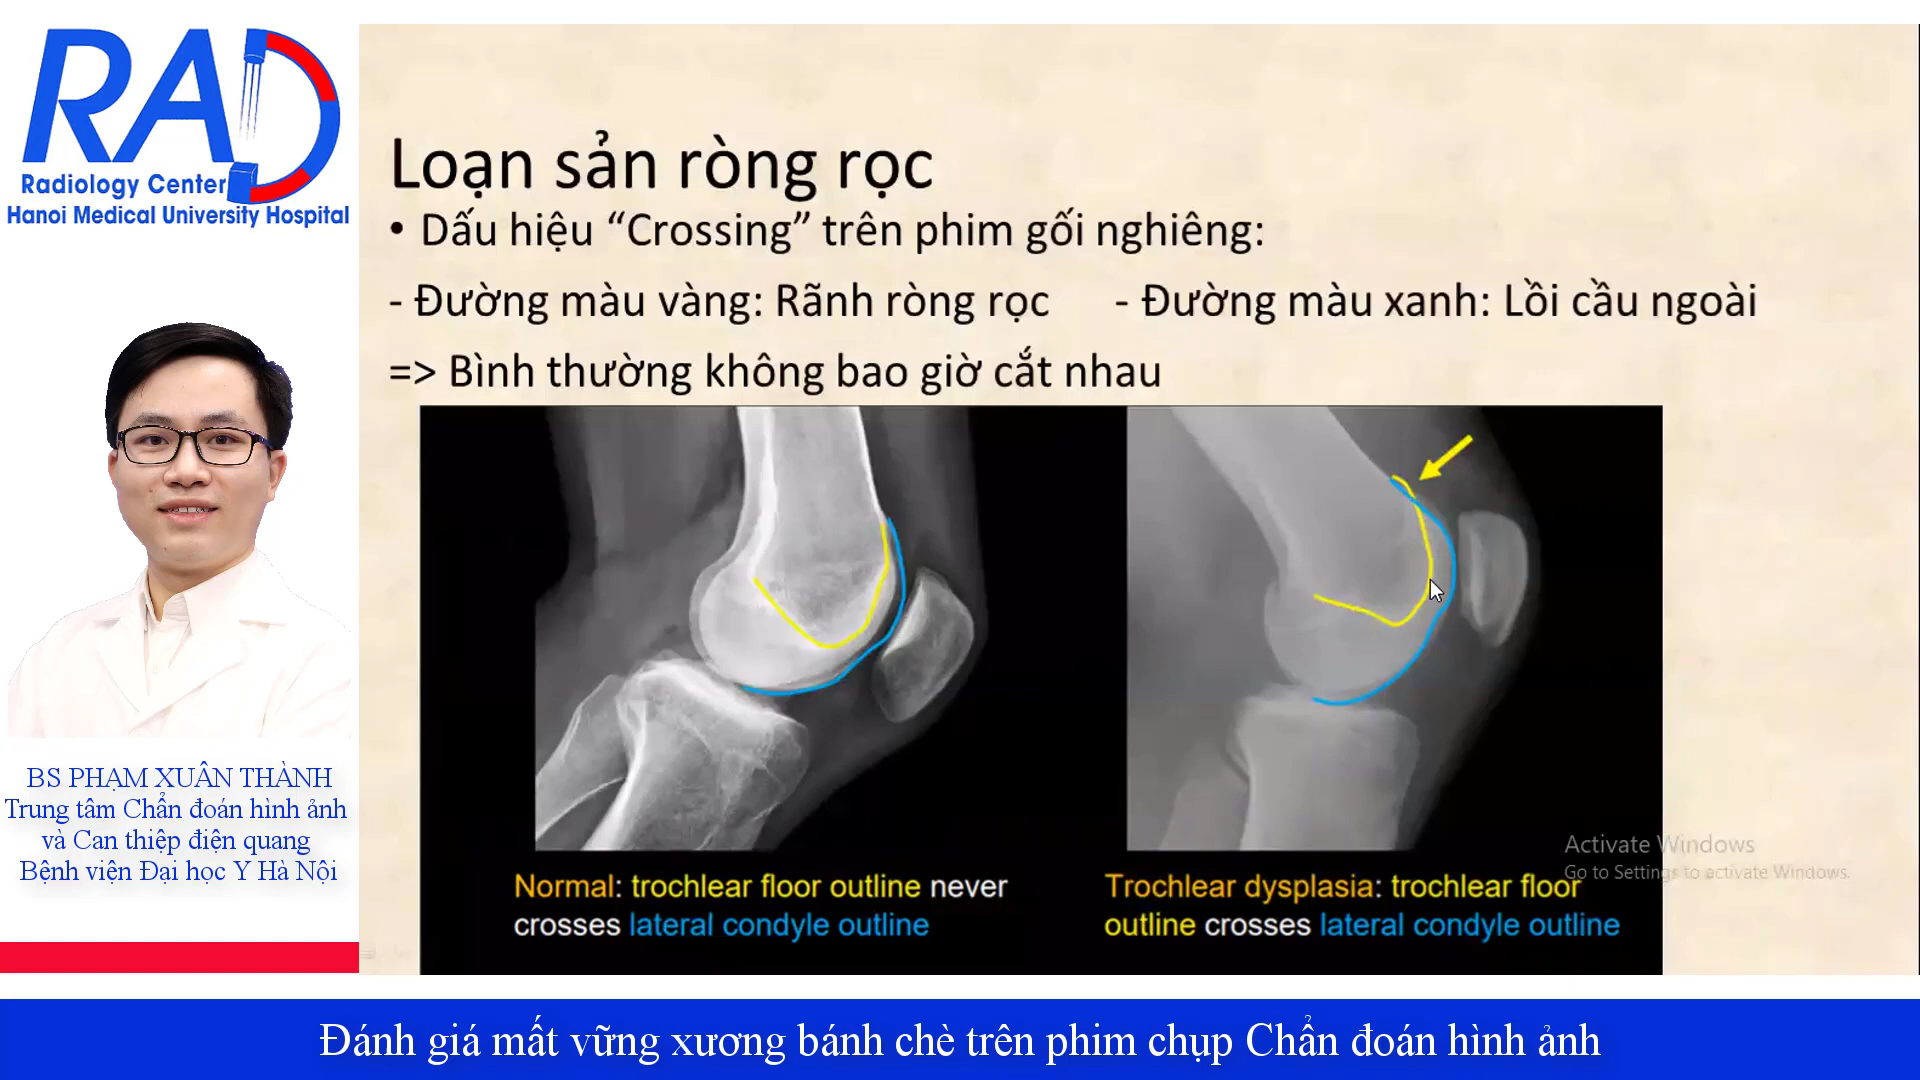 RAD
Radiology Center
Hanoi Medical University Hospital
BS PHẠM XUÂN THÀNH
Trung tâm Chẩn đoán hình ảnh
và Can thiệp điện quang
Bệnh viện Đại học Y Hà Nội
Loạn sản ròng rọc
• Dấu hiệu “Crossing” trên phim gối nghiêng:
- Đường màu vàng: Rãnh ròng rọc - Đường màu xanh: Lồi cầu ngoài
=> Bình thường không bao giờ cắt nhau
Normal: trochlear floor outline never
crosses lateral condyle outline
Trochlear dysplasia: trochlear floor
outline crosses lateral condyle outline
Activate Windows
Go to Settings to activate Windows.
Đánh giá mất vững xương bánh chè trên phim chụp Chẩn đoán hình ảnh